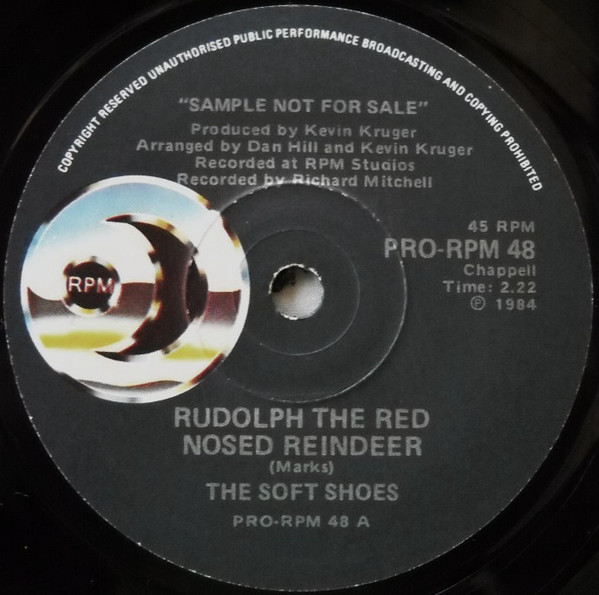 COPYRIGHT RESERVED UNAUTHORISED PUBLIC PERFORMANCE BROADCASTING AND COPYING PROHIBITED
"SAMPLE NOT FOR SALE"
Produced by Kevin Kruger
Arranged by Dan Hill and Kevin Kruger
Recorded at RPM Studios
Recorded by Richard Mitchell
45 RPM
PRO-RPM 48
Chappell
Time: 2.22
℗ 1984
RPM
RUDOLPH THE RED
NOSED REINDEER
(Marks)
THE SOFT SHOES
PRO-RPM 48 A